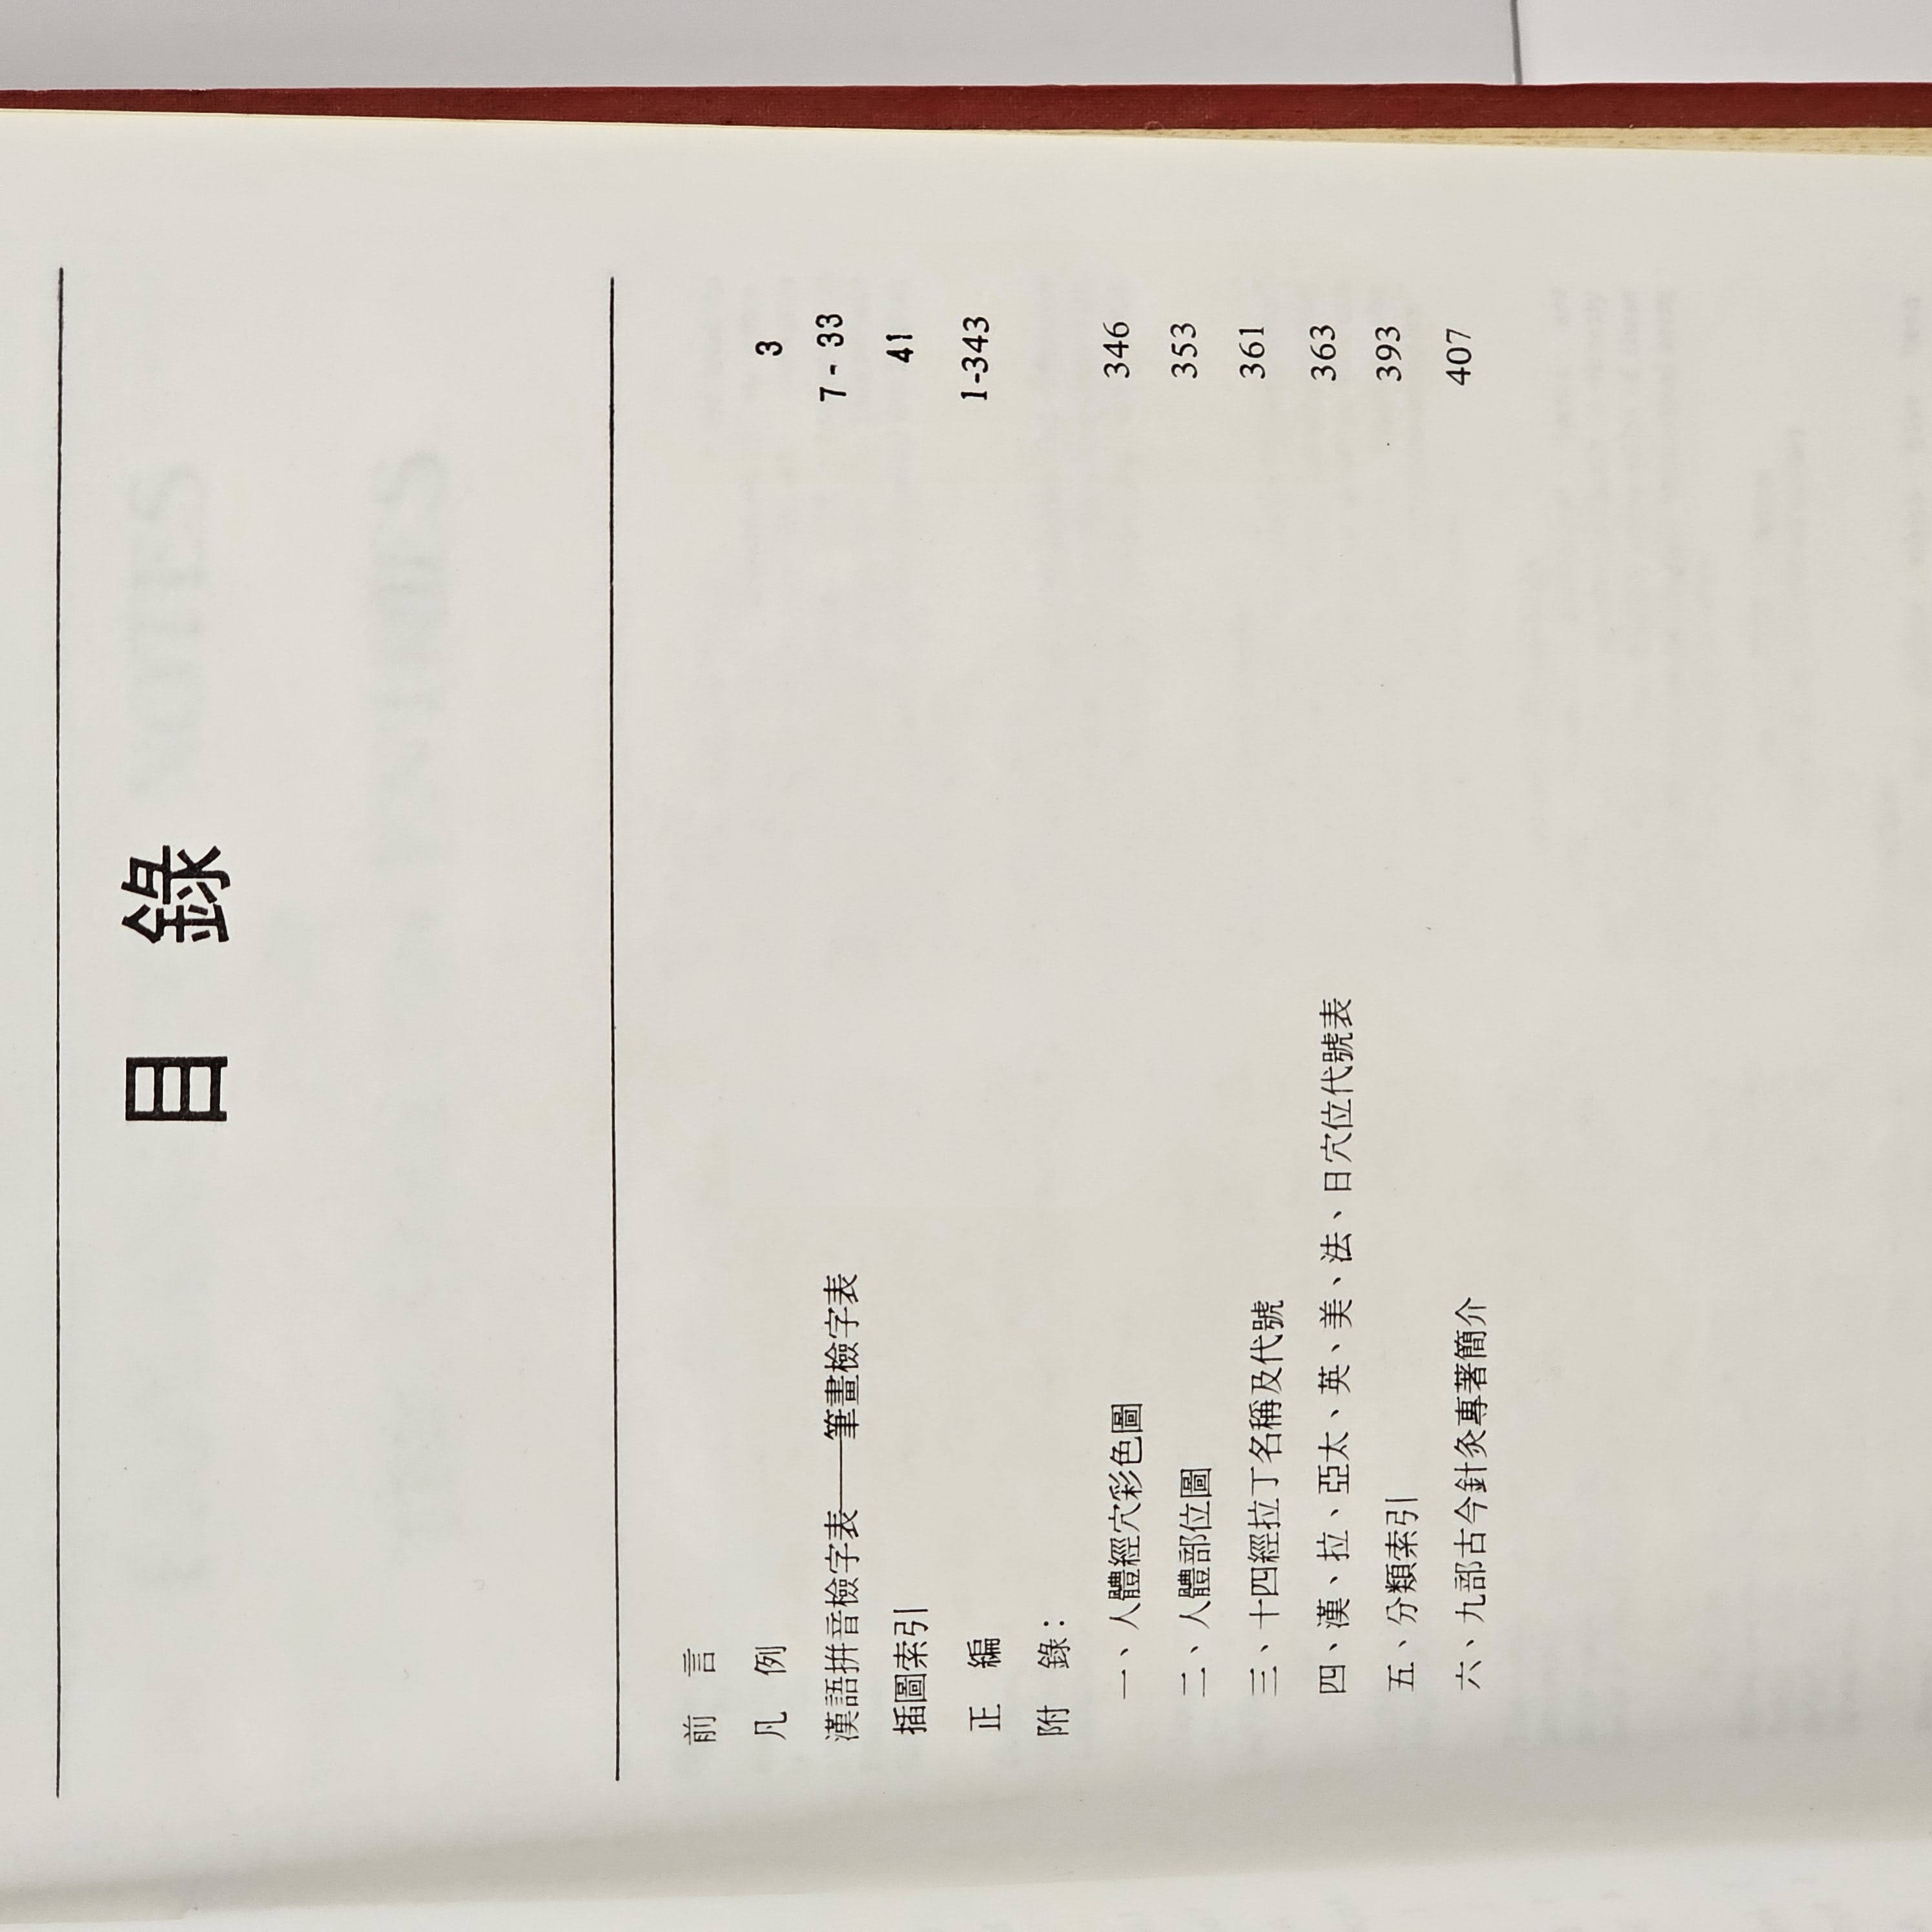 目 錄
前 言
凡 例 3
漢語拼音檢字表——筆畫檢字表 7 - 33
插圖索引 41
正 編 1-343
附 錄：
一、人體經穴彩色圖 346
二、人體部位圖 353
三、十四經拉丁名稱及代號 361
四、漢、拉、亞太、英、美、法、日穴位代號表 363
五、分類索引 393
六、九部古今針灸專著簡介 407